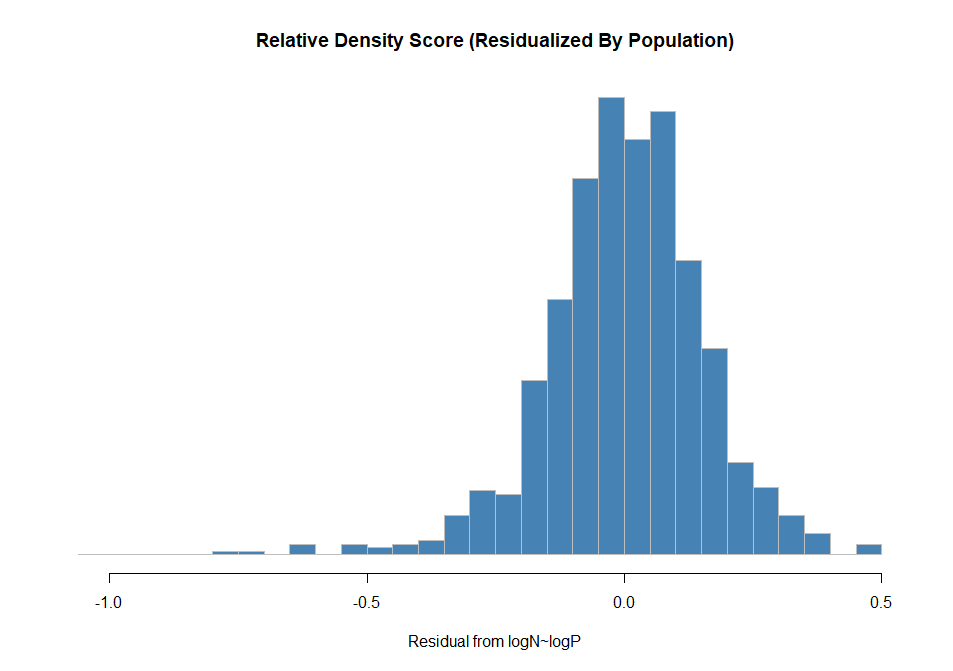 Relative Density Score (Residualized By Population)
-1.0 -0.5 0.0 0.5
Residual from logN~logP